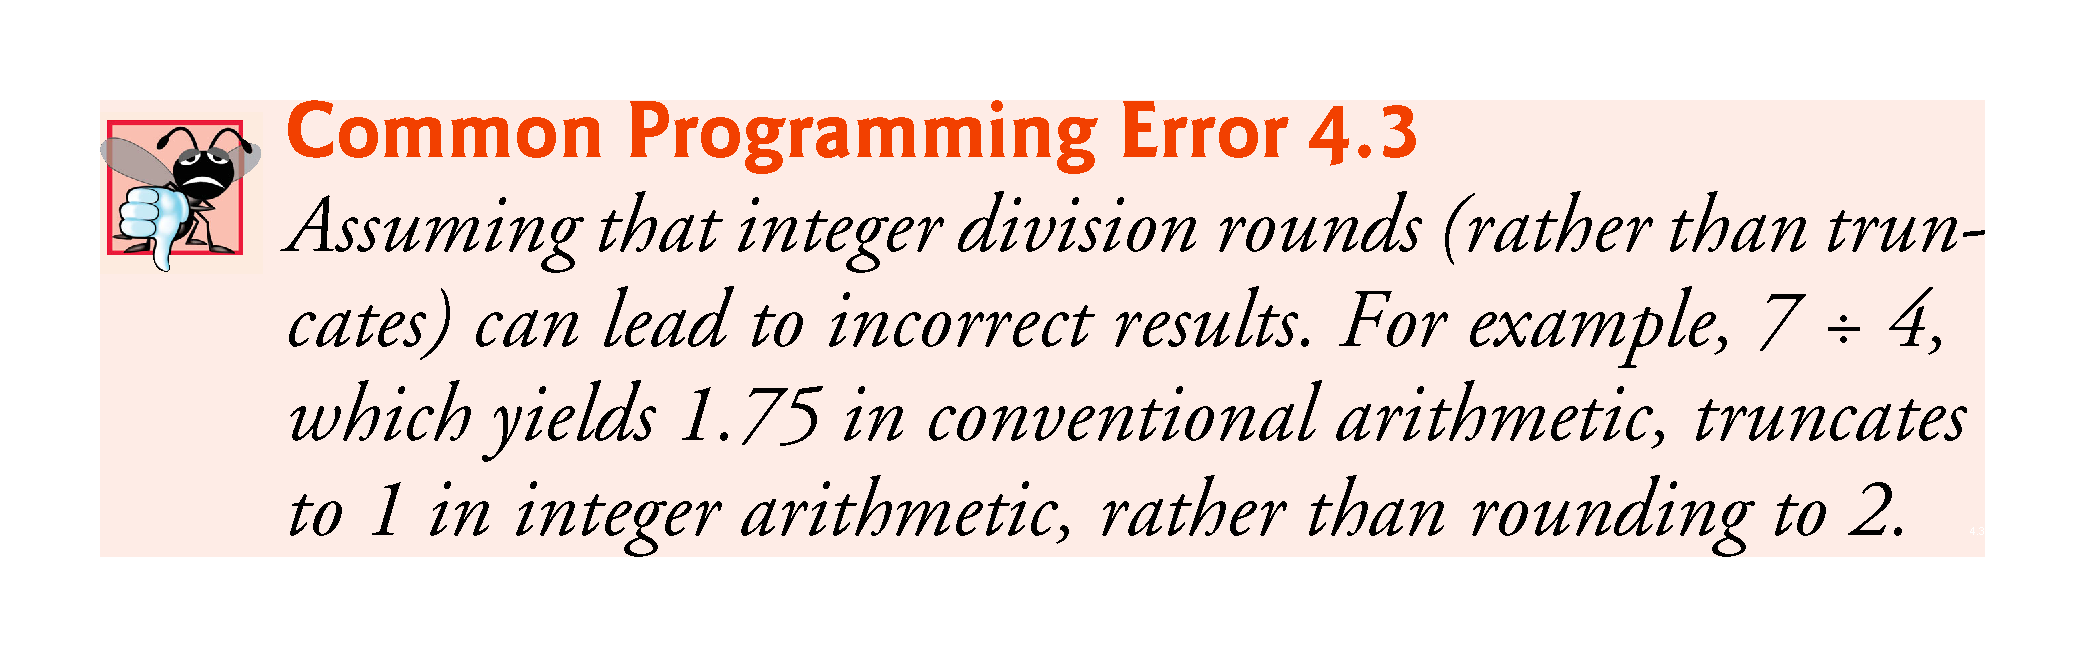 Common Programming Error 4.3
Assuming that integer division rounds (rather than trun-
cates) can lead to incorrect results. For example, 7 ÷ 4,
which yields 1.75 in conventional arithmetic, truncates
to 1 in integer arithmetic, rather than rounding to 2.
4.3